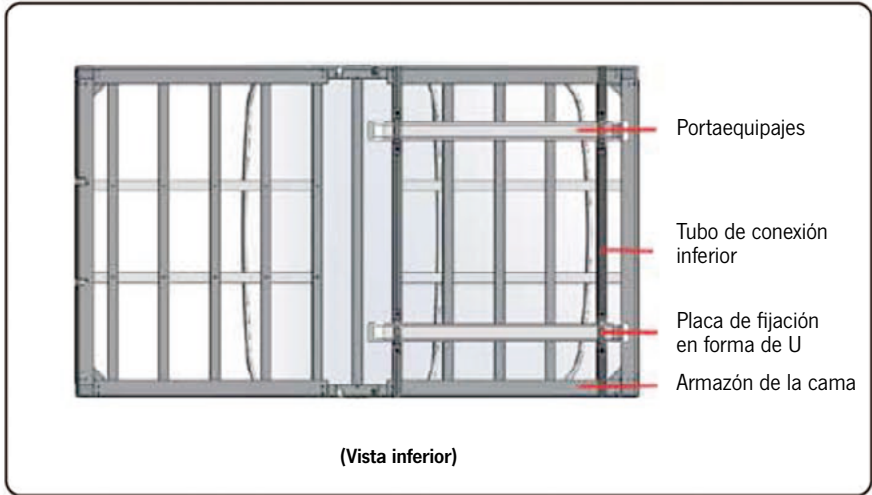 Portaequipajes
Tubo de conexión
inferior
Placa de fijación
en forma de U
Armazón de la cama
(Vista inferior)